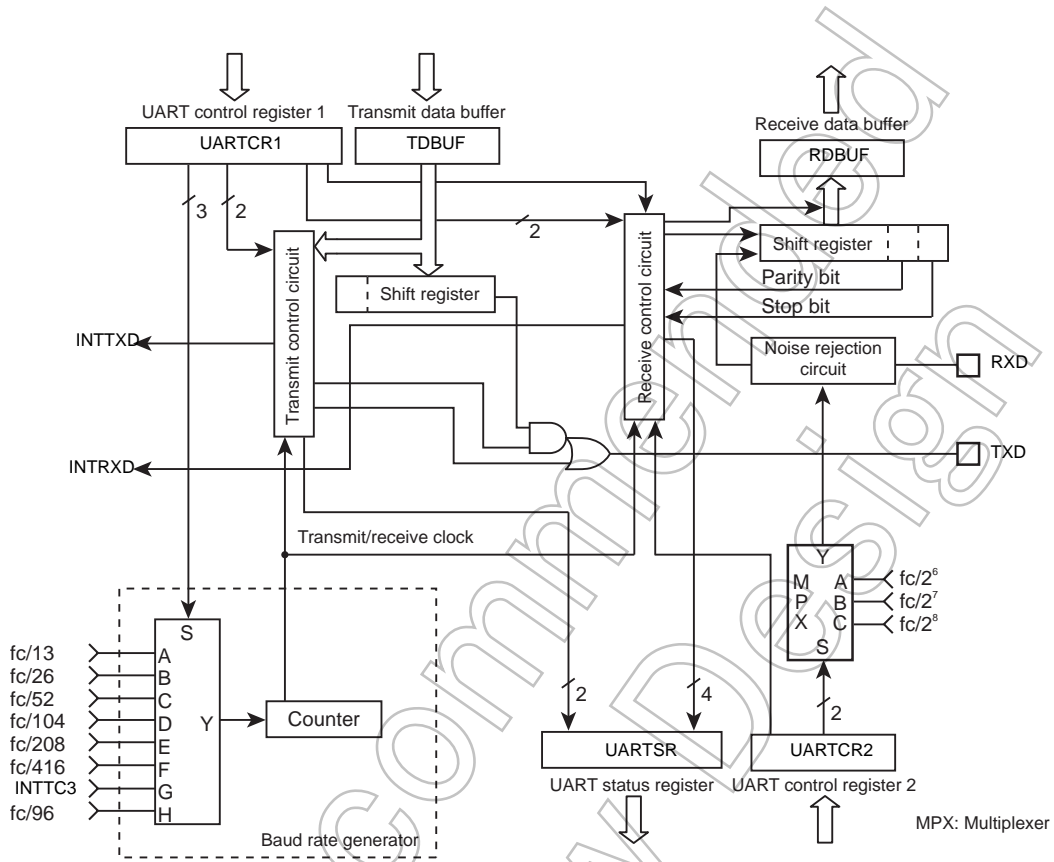 UART control register 1
Transmit data buffer
Receive data buffer
UARTCR1
TDBUF
RDBUF
3
2
2
Shift register
Parity bit
Stop bit
Transmit control circuit
Shift register
Receive control circuit
INTTXD
Noise rejection
circuit
RXD
INTRXD
TXD
Transmit/receive clock
Y
M
P
X
A
B
C
S
fc/2⁶
fc/2⁷
fc/2⁸
S
fc/13
A
fc/26
B
fc/52
C
fc/104
D
fc/208
E
fc/416
F
INTTC3
G
fc/96
H
Y
Counter
2
4
2
UARTSR
UARTCR2
UART status register
UART control register 2
Baud rate generator
MPX: Multiplexer
commended
Design